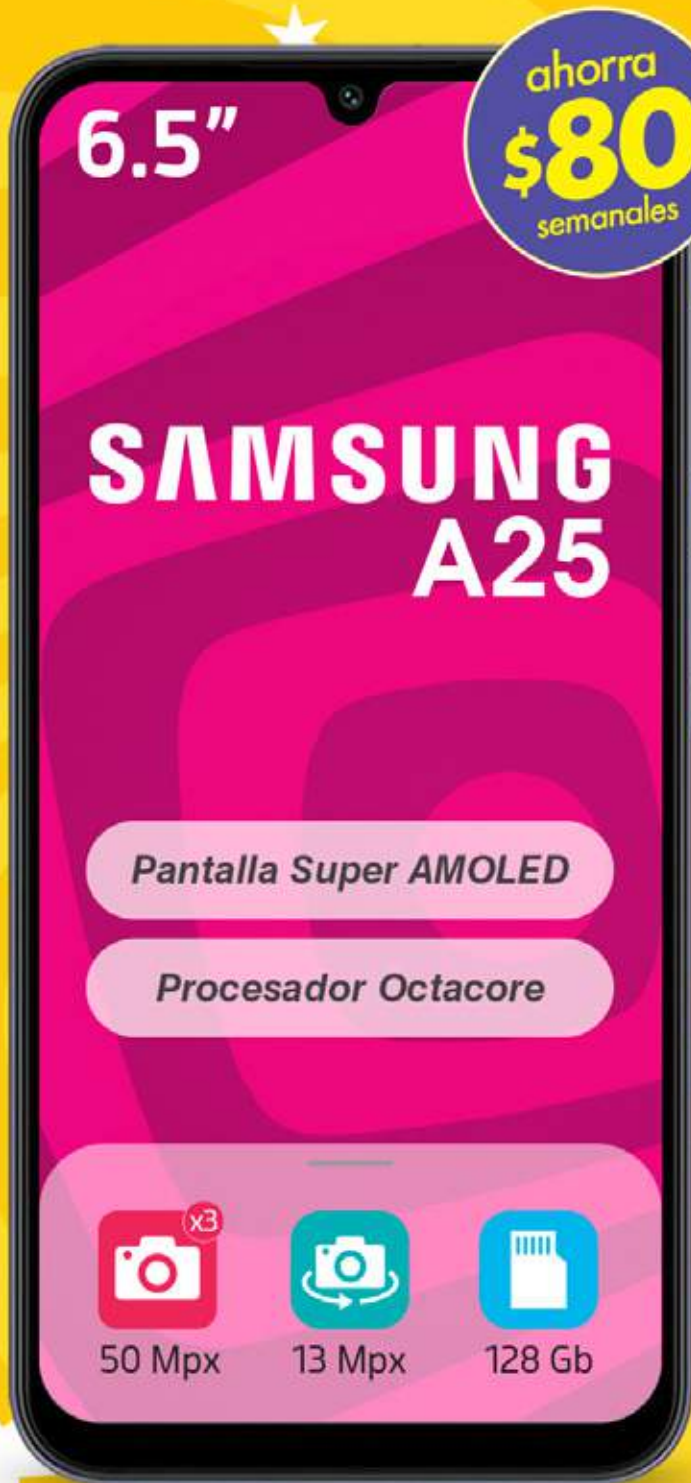 6.5"
ahorra
$80
semanales
SAMSUNG
A25
Pantalla Super AMOLED
Procesador Octacore
x3
50 Mpx
13 Mpx
128 Gb